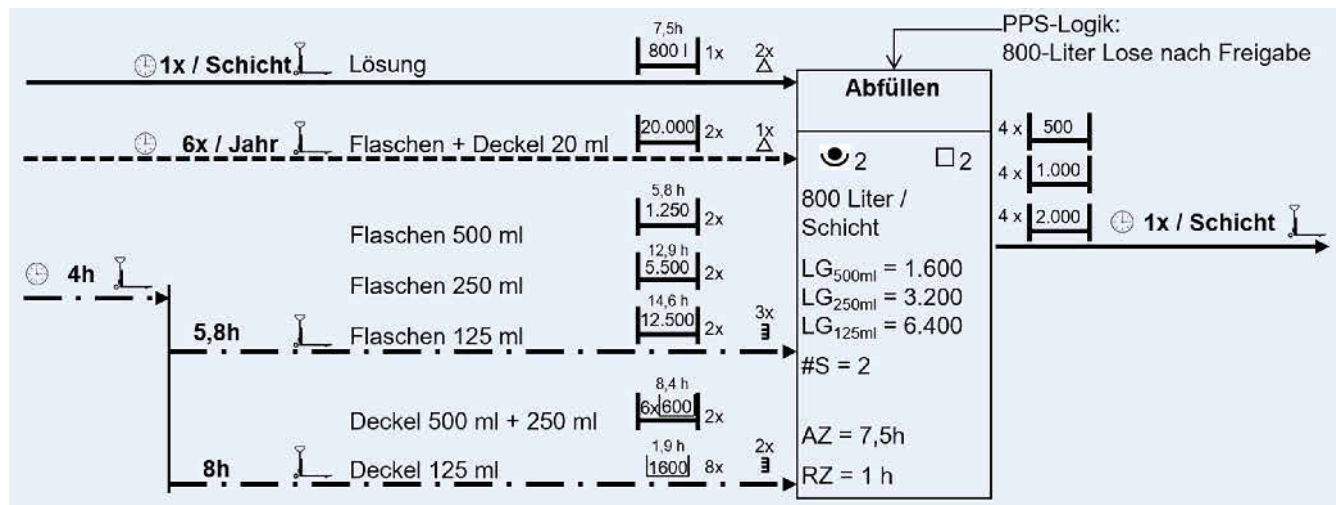 PPS-Logik:
800-Liter Lose nach Freigabe
1x / Schicht
Lösung
7,5h
800 l
1x
2x
6x / Jahr
Flaschen + Deckel 20 ml
20.000
2x
1x
Flaschen 500 ml
5,8 h
1.250
2x
Flaschen 250 ml
12,9 h
5.500
2x
4h
5,8h
Flaschen 125 ml
14,6 h
12.500
2x
3x
Deckel 500 ml + 250 ml
8,4 h
6x600
2x
8h
Deckel 125 ml
1,9 h
1600
8x
2x
Abfüllen
2
2
800 Liter /
Schicht
LG500ml = 1.600
LG250ml = 3.200
LG125ml = 6.400
#S = 2
AZ = 7,5h
RZ = 1 h
4 x 500
4 x 1.000
4 x 2.000
1x / Schicht